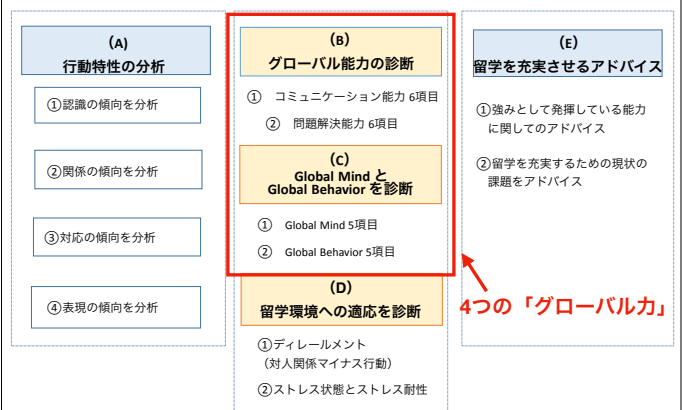 （A)
行動特性の分析
①認識の傾向を分析
②関係の傾向を分析
③対応の傾向を分析
④表現の傾向を分析
（B)
グローバル能力の診断
① コミュニケーション能力 6項目
② 問題解決能力 6項目
（C)
Global Mind と
Global Behavior を診断
① Global Mind 5項目
② Global Behavior 5項目
（D)
留学環境への適応を診断
①ディレールメント
（対人関係マイナス行動）
②ストレス状態とストレス耐性
（E)
留学を充実させるアドバイス
①強みとして発揮している能力
に関してのアドバイス
②留学を充実するための現状の
課題をアドバイス
4つの「グローバル力」